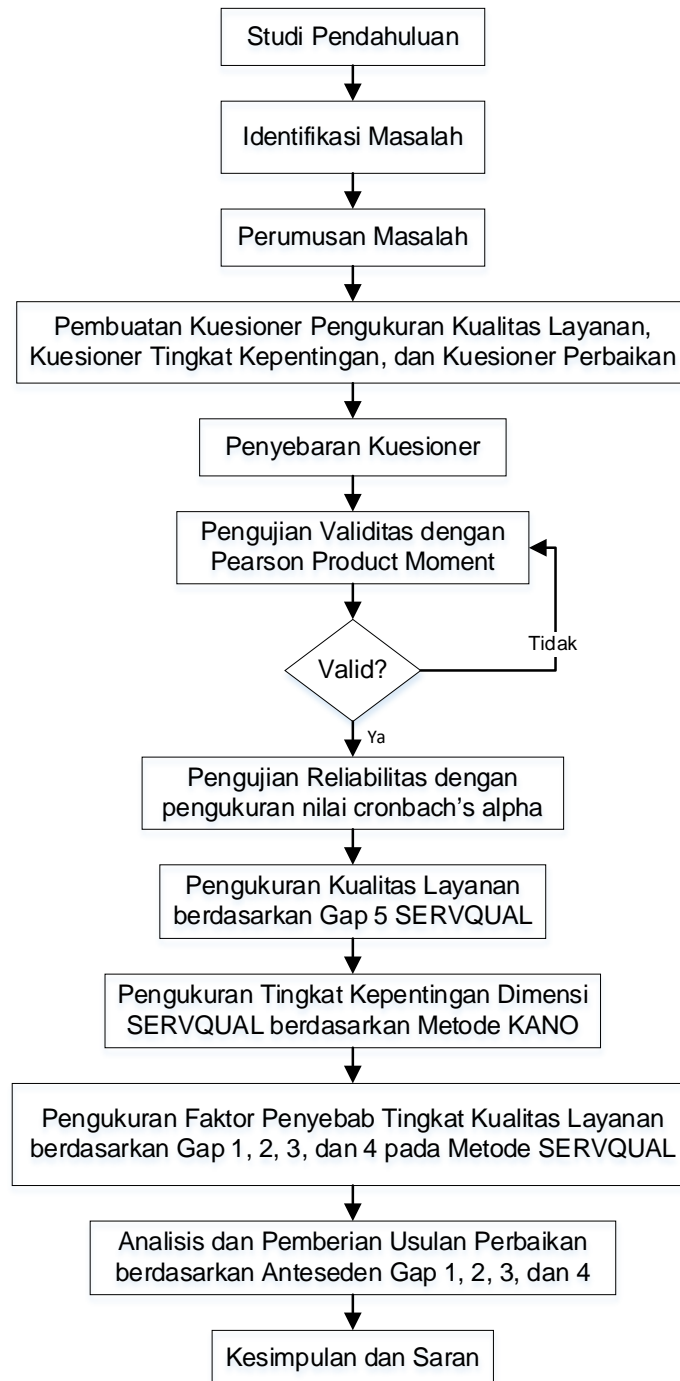 Studi Pendahuluan
Identifikasi Masalah
Perumusan Masalah
Pembuatan Kuesioner Pengukuran Kualitas Layanan,
Kuesioner Tingkat Kepentingan, dan Kuesioner Perbaikan
Penyebaran Kuesioner
Pengujian Validitas dengan
Pearson Product Moment
Valid?
Tidak
Ya
Pengujian Reliabilitas dengan
pengukuran nilai cronbach’s alpha
Pengukuran Kualitas Layanan
berdasarkan Gap 5 SERVQUAL
Pengukuran Tingkat Kepentingan Dimensi
SERVQUAL berdasarkan Metode KANO
Pengukuran Faktor Penyebab Tingkat Kualitas Layanan
berdasarkan Gap 1, 2, 3, dan 4 pada Metode SERVQUAL
Analisis dan Pemberian Usulan Perbaikan
berdasarkan Anteseden Gap 1, 2, 3, dan 4
Kesimpulan dan Saran